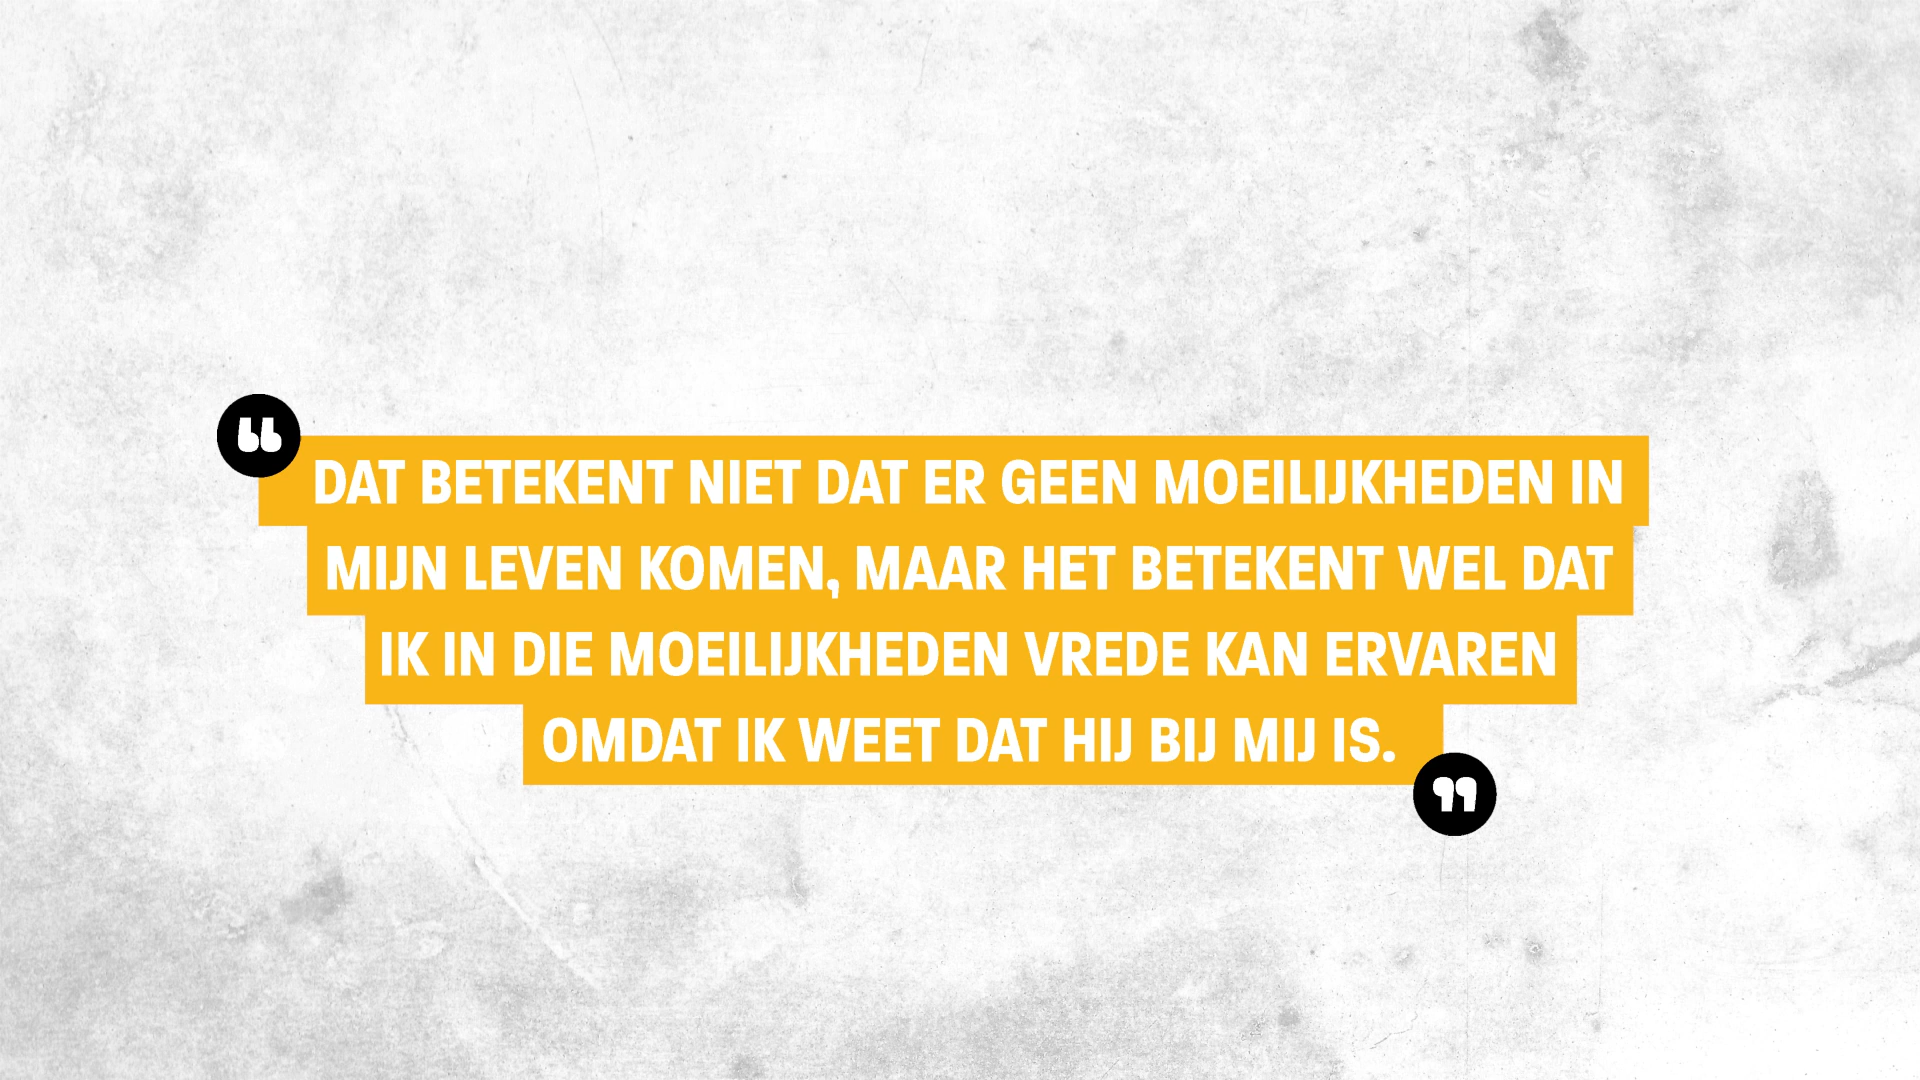 “ DAT BETEKENT NIET DAT ER GEEN MOEILIJKHEDEN IN
MIJN LEVEN KOMEN, MAAR HET BETEKENT WEL DAT
IK IN DIE MOEILIJKHEDEN VREDE KAN ERVAREN
OMDAT IK WEET DAT HIJ BIJ MIJ IS. ”